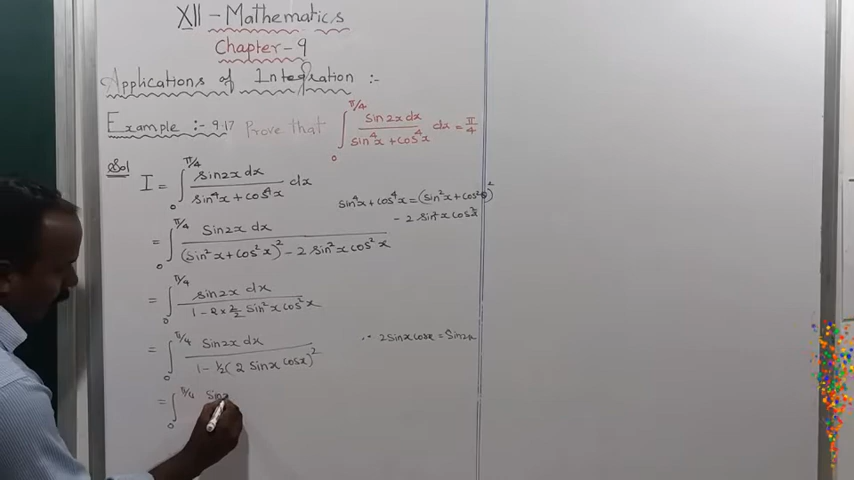 XII - Mathematics
Chapter - 9
Applications of Integration :-
Example :- 9.17 Prove that ∫₀^{π/4} sin2x dx / (sin⁴x + cos⁴x) dx = π/4
Sol
I = ∫₀^{π/4} sin2x dx / (sin⁴x + cos⁴x) dx
sin⁴x + cos⁴x = (sin²x + cos²x)²
- 2 sin²x cos²x
= ∫₀^{π/4} sin2x dx / ((sin²x + cos²x)² - 2 sin²x cos²x)
= ∫₀^{π/4} sin2x dx / (1 - 2 × 2/2 sin²x cos²x)
= ∫₀^{π/4} sin2x dx / (1 - 1/2 (2 sinx cosx)²)
∵ 2 sinx cosx = sin2x
= ∫₀^{π/4} sin2